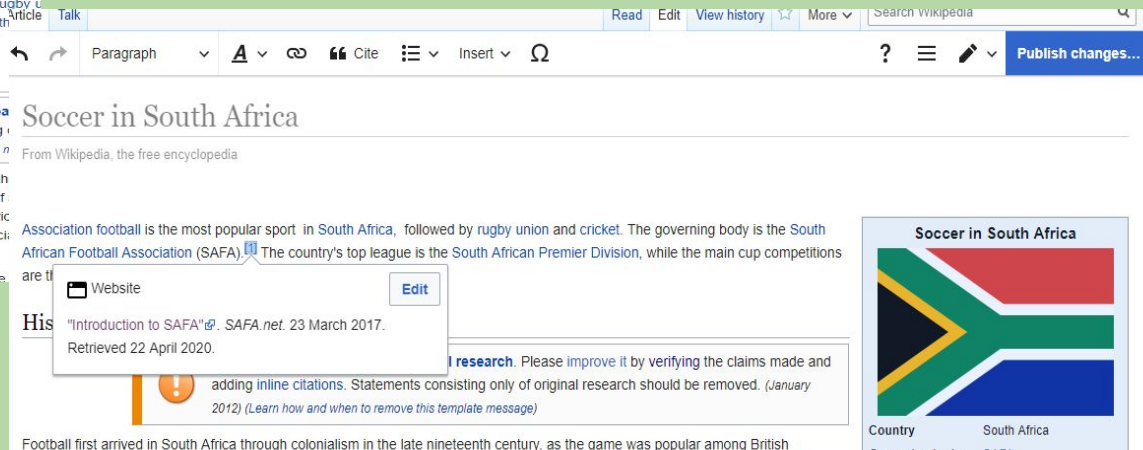 Article Talk Read Edit View history More Search Wikipedia
Paragraph A Cite Insert Ω ? Publish changes...
Soccer in South Africa
From Wikipedia, the free encyclopedia
Association football is the most popular sport in South Africa, followed by rugby union and cricket. The governing body is the South
African Football Association (SAFA).[1] The country's top league is the South African Premier Division, while the main cup competitions
are
Website Edit
"Introduction to SAFA". SAFA.net. 23 March 2017.
Retrieved 22 April 2020.
His
research. Please improve it by verifying the claims made and
adding inline citations. Statements consisting only of original research should be removed. (January
2012) (Learn how and when to remove this template message)
Football first arrived in South Africa through colonialism in the late nineteenth century, as the game was popular among British
Soccer in South Africa
Country South Africa